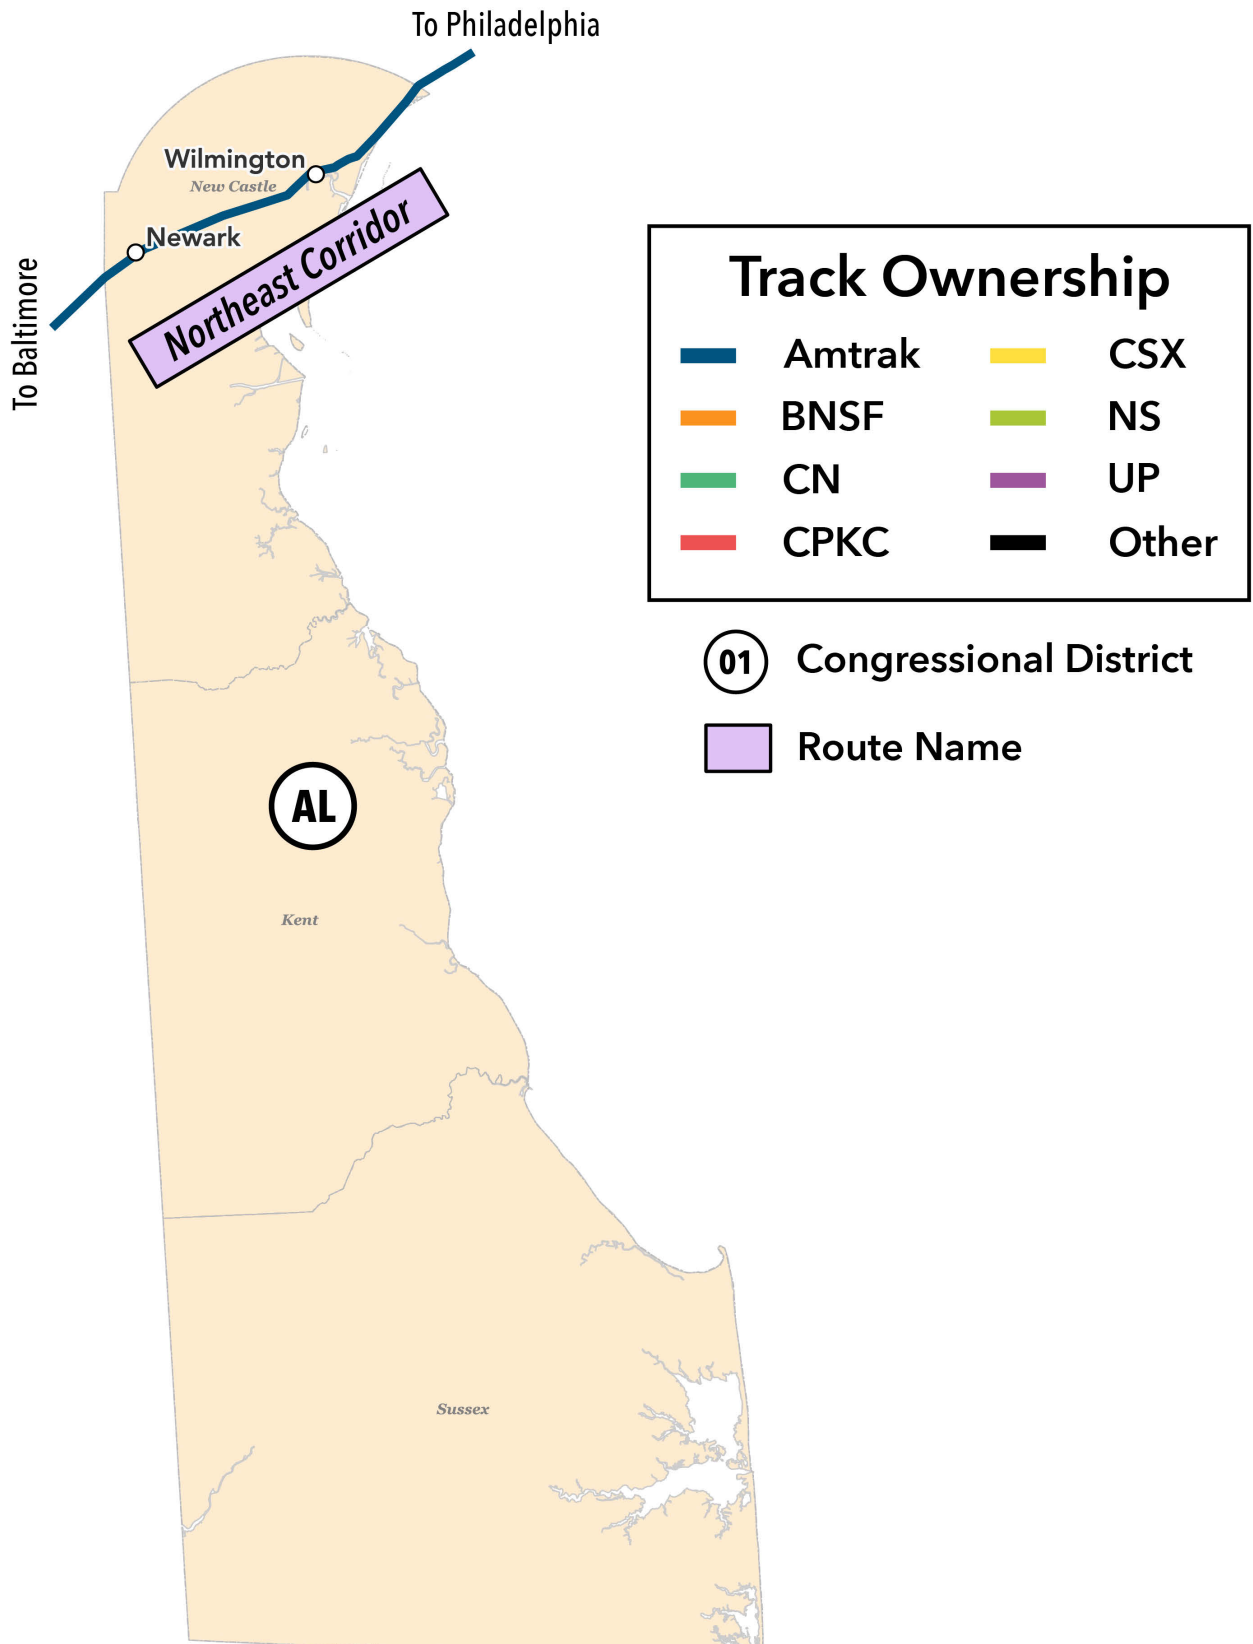 To Philadelphia
Wilmington
New Castle
Newark
Northeast Corridor
To Baltimore
Track Ownership
Amtrak
CSX
BNSF
NS
CN
UP
CPKC
Other
01
Congressional District
Route Name
AL
Kent
Sussex